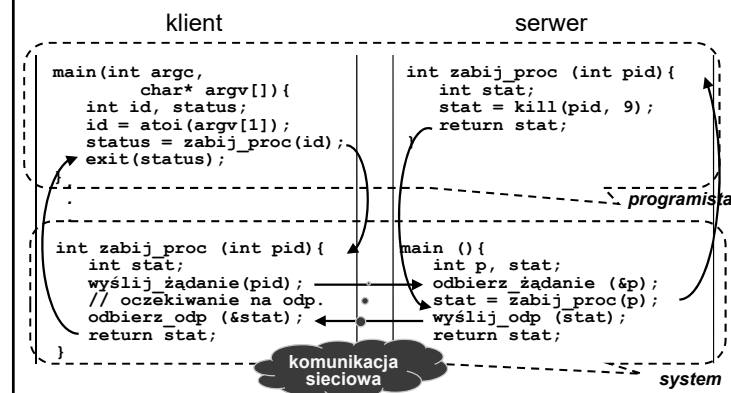 klient
serwer
main(int argc,
char* argv[]){
int id, status;
id = atoi(argv[1]);
status = zabij_proc(id);
exit(status);
}
.
.
int zabij_proc (int pid){
int stat;
stat = kill(pid, 9);
return stat;
}
programista
int zabij_proc (int pid){
int stat;
wyślij_żądanie(pid);
// oczekiwanie na odp.
odbierz_odp (&stat);
return stat;
}
main (){
int p, stat;
odbierz_żądanie (&p);
stat = zabij_proc(p);
wyślij_odp (stat);
return stat;
komunikacja
sieciowa
system